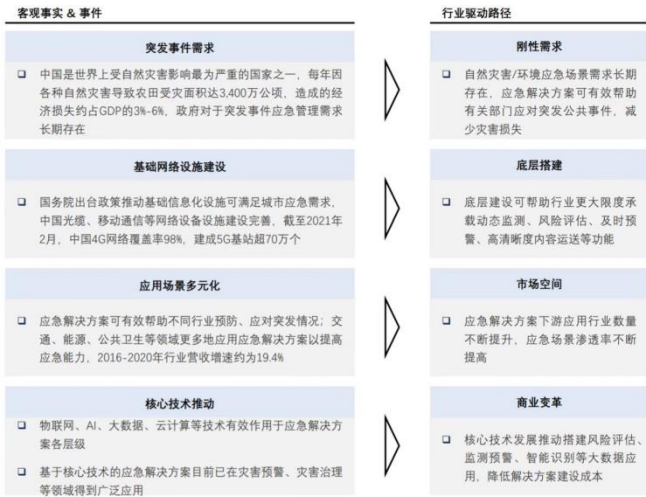 客观事实 & 事件
行业驱动路径
突发事件需求
中国是世界上受自然灾害影响最为严重的国家之一，每年因
各种自然灾害导致农田受灾面积达3,400万公顷，造成的经
济损失约占GDP的3%-6%，政府对于突发事件应急管理需求
长期存在
刚性需求
自然灾害/环境应急场景需求长期
存在，应急解决方案可有效帮助
有关部门应对突发公共事件，减
少灾害损失
基础网络设施建设
国务院出台政策推动基础信息化设施可满足城市应急需求，
中国光缆、移动通信等网络设备设施建设完善，截至2021年
2月，中国4G网络覆盖率98%，建成5G基站超70万个
底层搭建
底层建设可帮助行业更大限度承
载动态监测、风险评估、及时预
警、高清晰度内容运送等功能
应用场景多元化
应急解决方案可有效帮助不同行业预防、应对突发情况；交
通、能源、公共卫生等领域更多地应用应急解决方案以提高
应急能力，2016-2020年行业营收增速约为19.4%
市场空间
应急解决方案下游应用行业数量
不断提升，应急场景渗透率不断
提高
核心技术推动
物联网、AI、大数据、云计算等技术有效作用于应急解决方
案各层级
基于核心技术的应急解决方案目前已在灾害预警、灾害治理
等领域得到广泛应用
商业变革
核心技术发展推动搭建风险评估、
监测预警、智能识别等大数据应
用，降低解决方案建设成本